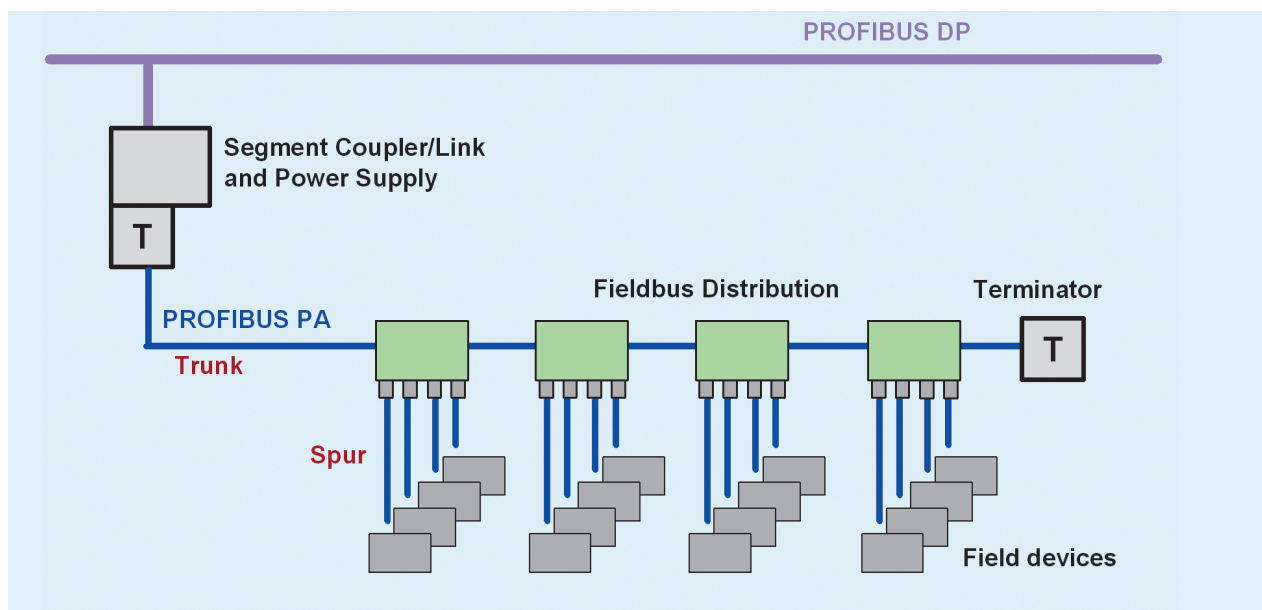 PROFIBUS DP
Segment Coupler/Link
and Power Supply
T
Fieldbus Distribution
Terminator
PROFIBUS PA
T
Trunk
Spur
Field devices